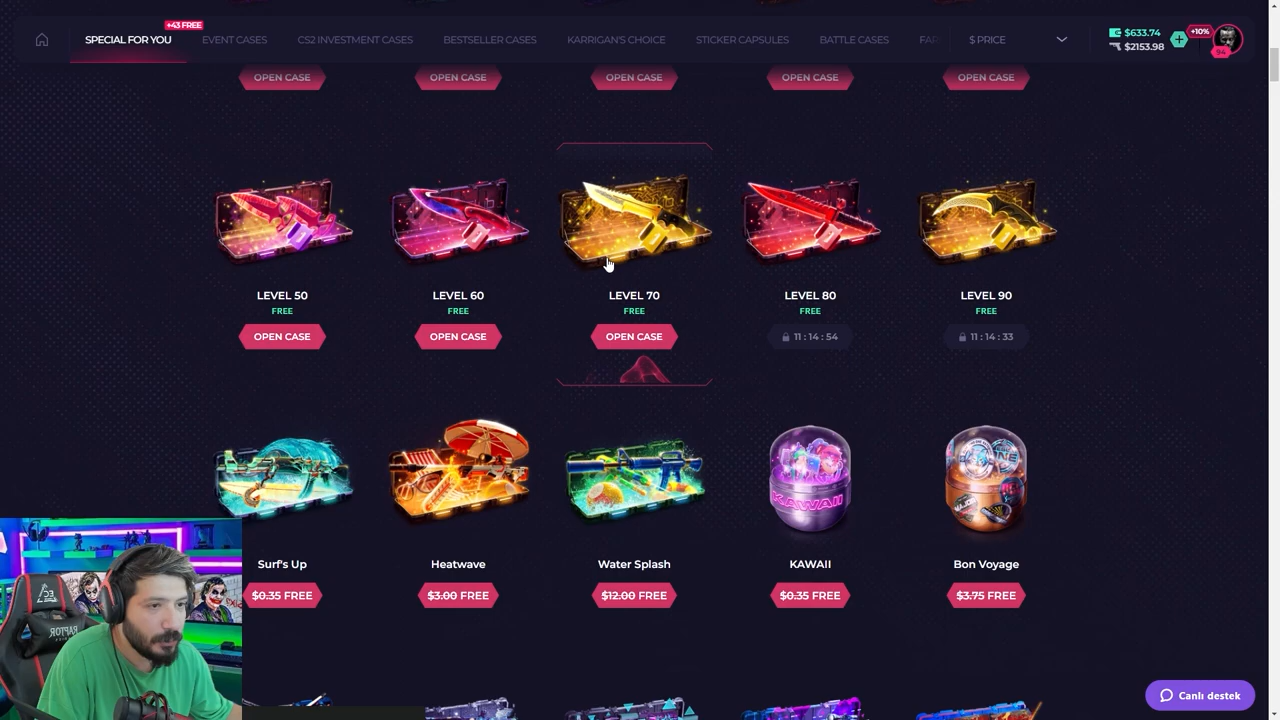 +43 FREE
SPECIAL FOR YOU
EVENT CASES
CS2 INVESTMENT CASES
BESTSELLER CASES
KARRIGAN'S CHOICE
STICKER CAPSULES
BATTLE CASES
FAR
$ PRICE
$633.74
$2153.98
+10%
94
OPEN CASE
OPEN CASE
OPEN CASE
OPEN CASE
OPEN CASE
LEVEL 50
FREE
OPEN CASE
LEVEL 60
FREE
OPEN CASE
LEVEL 70
FREE
OPEN CASE
LEVEL 80
FREE
11 : 14 : 54
LEVEL 90
FREE
11 : 14 : 33
KAWAII
Surf's Up
$0.35 FREE
Heatwave
$3.00 FREE
Water Splash
$12.00 FREE
KAWAII
$0.35 FREE
Bon Voyage
$3.75 FREE
RAPTOR
Canlı destek